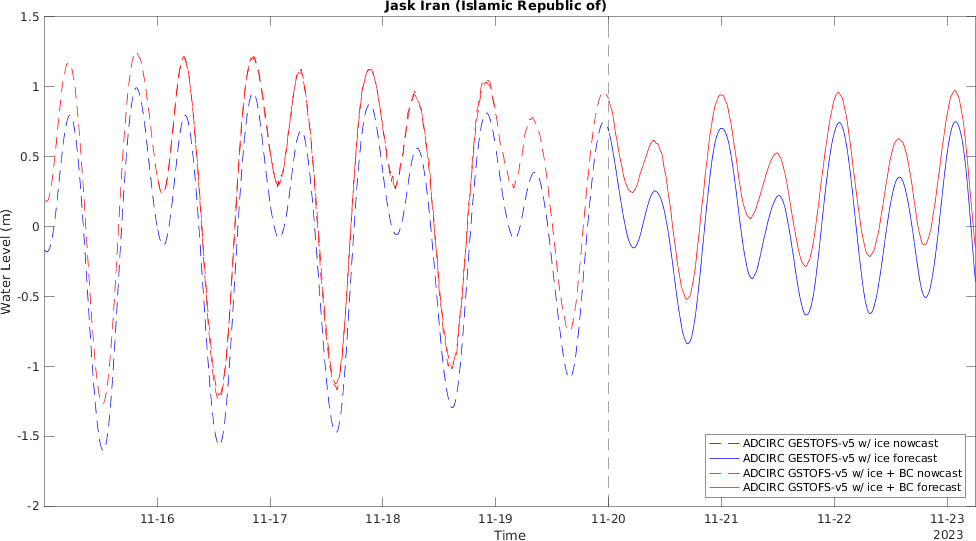 Jask Iran (Islamic Republic of)
1.5
1
0.5
0
-0.5
-1
-1.5
-2
Water Level (m)
11-16
11-17
11-18
11-19
11-20
11-21
11-22
11-23
Time
2023
ADCIRC GESTOFS-v5 w/ ice nowcast
ADCIRC GESTOFS-v5 w/ ice forecast
ADCIRC GSTOFS-v5 w/ ice + BC nowcast
ADCIRC GSTOFS-v5 w/ ice + BC forecast